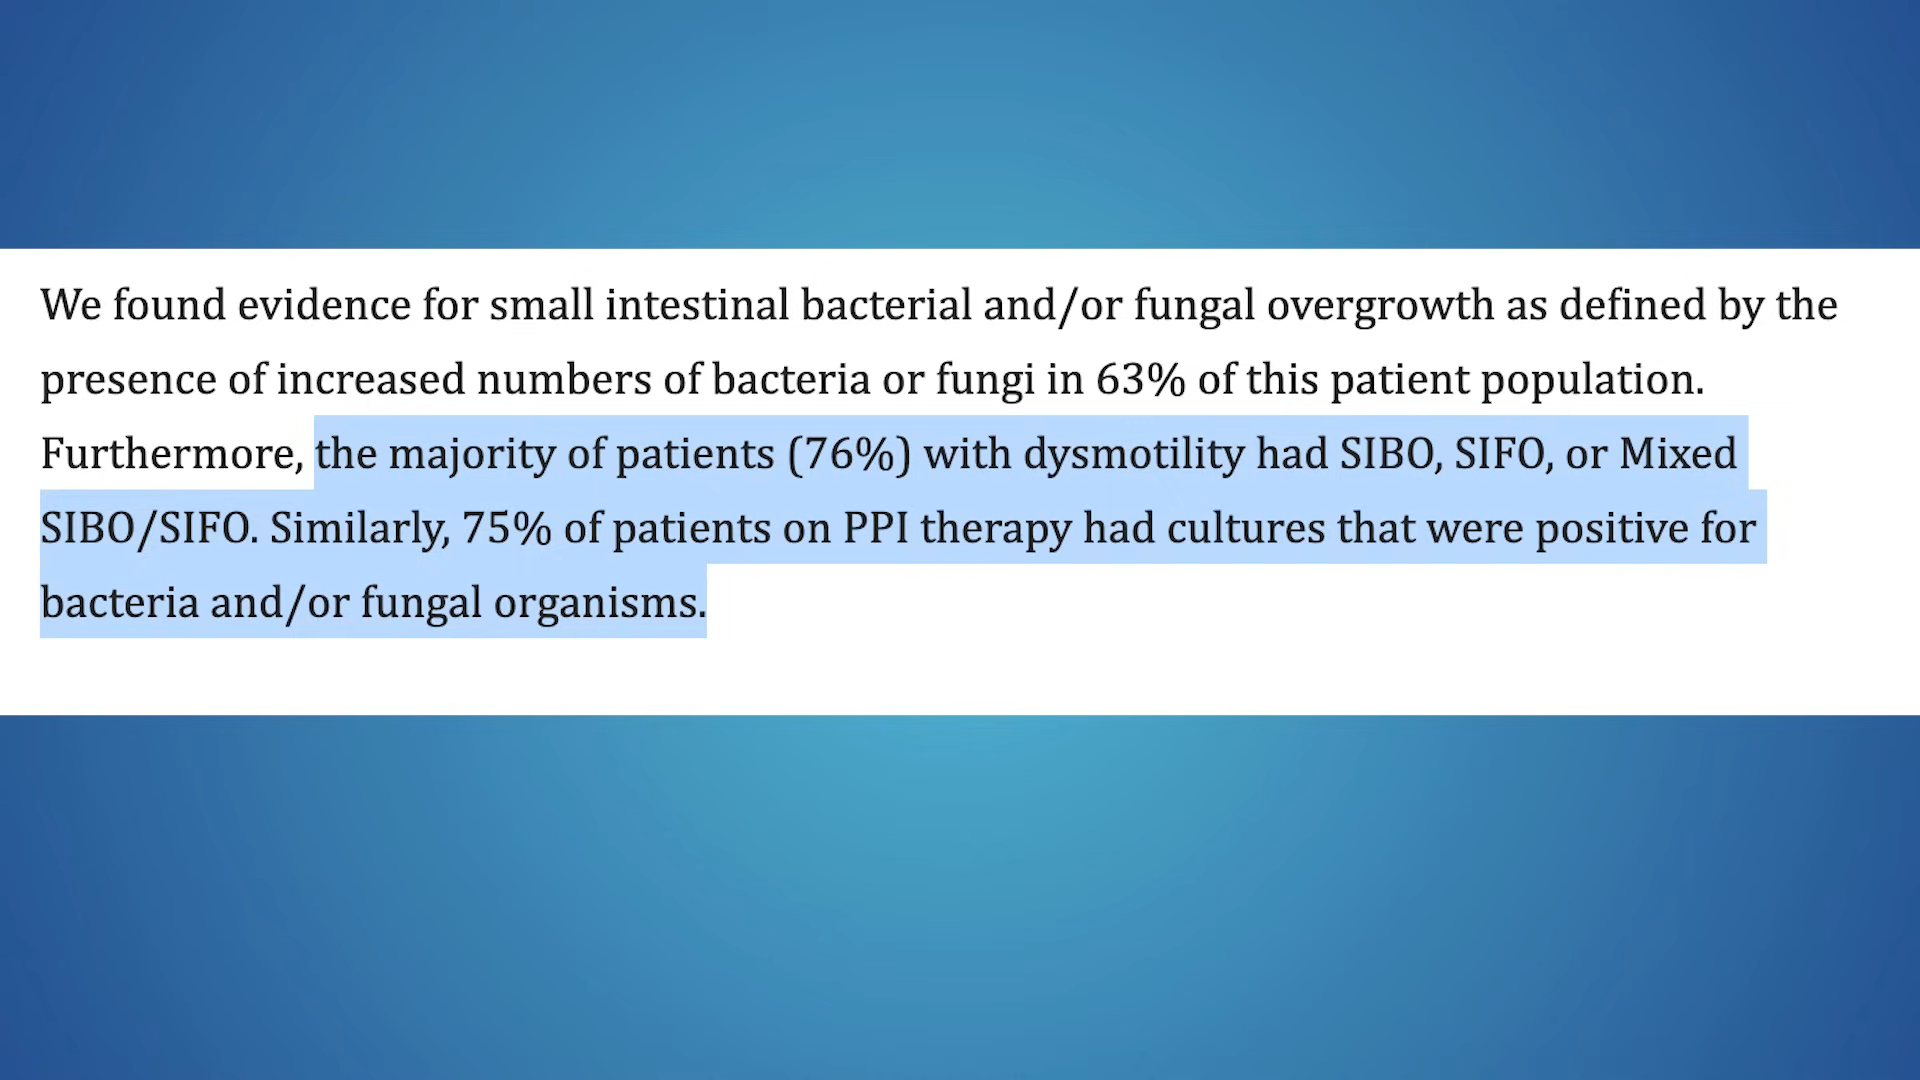 We found evidence for small intestinal bacterial and/or fungal overgrowth as defined by the
presence of increased numbers of bacteria or fungi in 63% of this patient population.
Furthermore, the majority of patients (76%) with dysmotility had SIBO, SIFO, or Mixed
SIBO/SIFO. Similarly, 75% of patients on PPI therapy had cultures that were positive for
bacteria and/or fungal organisms.